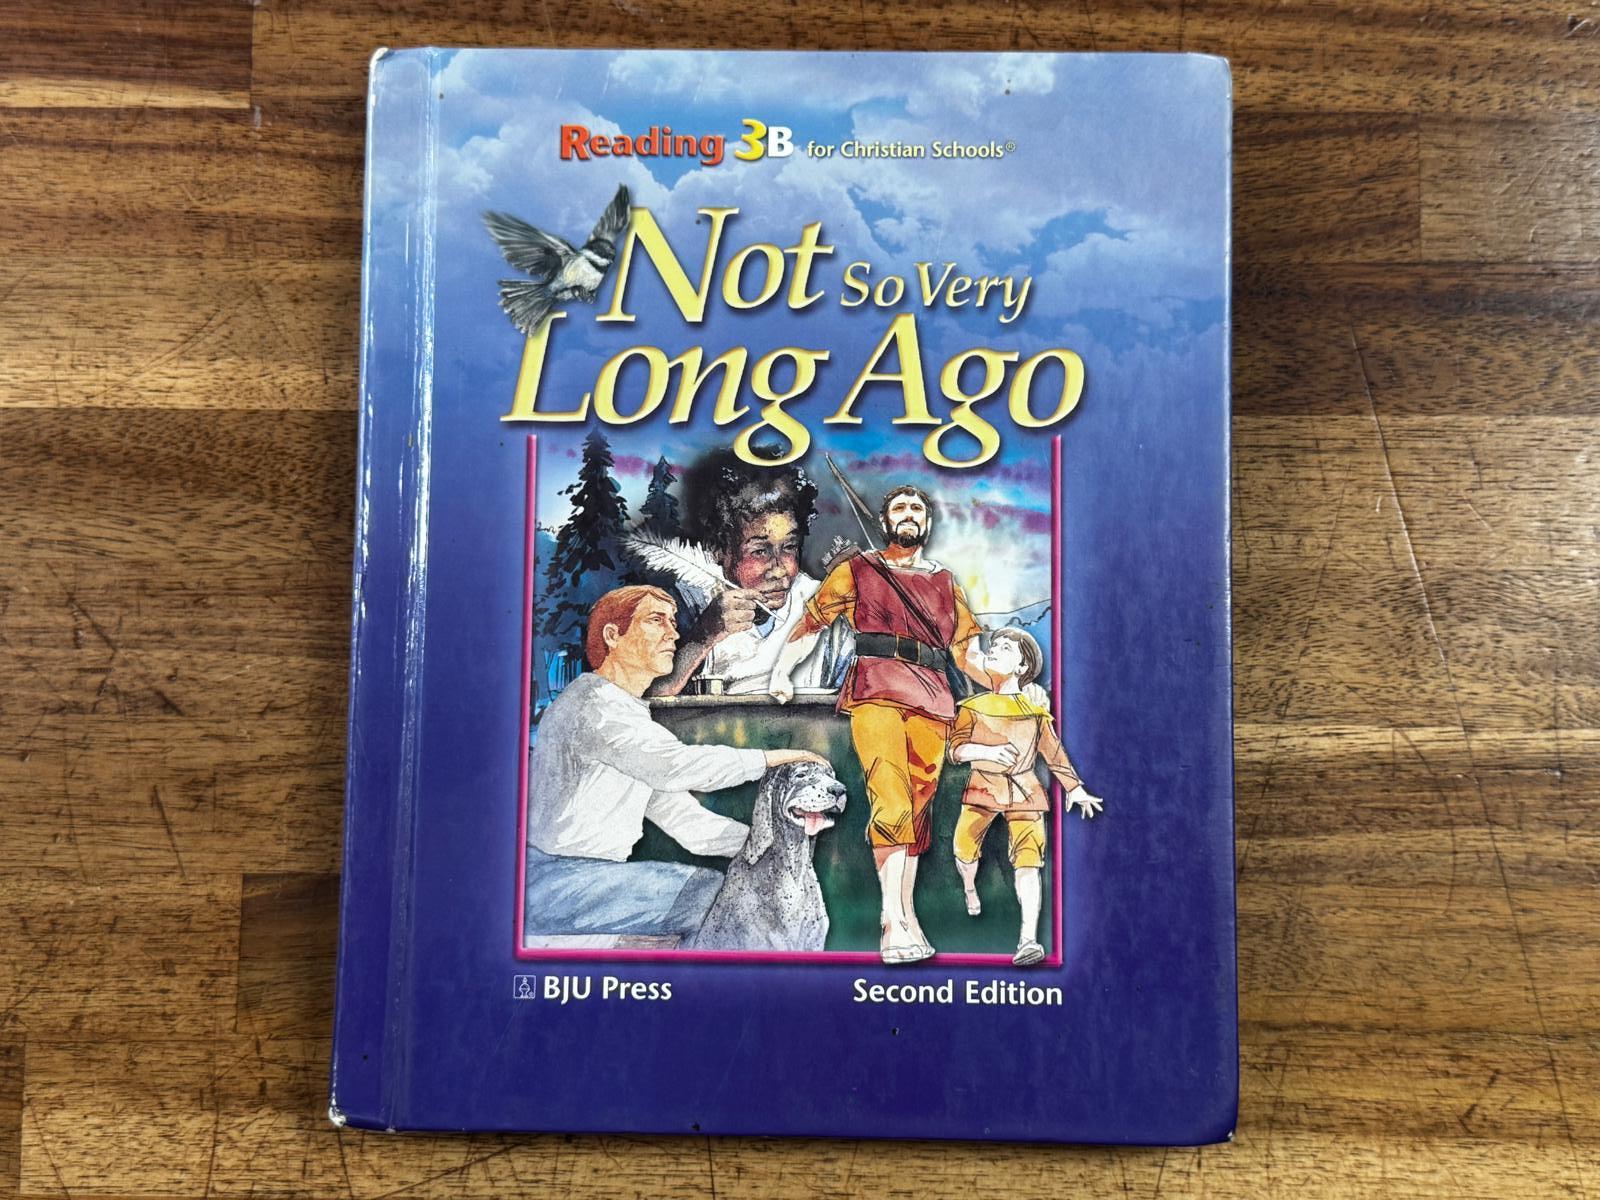 Reading 3B for Christian Schools®
Not So Very
Long Ago
BJU Press
Second Edition